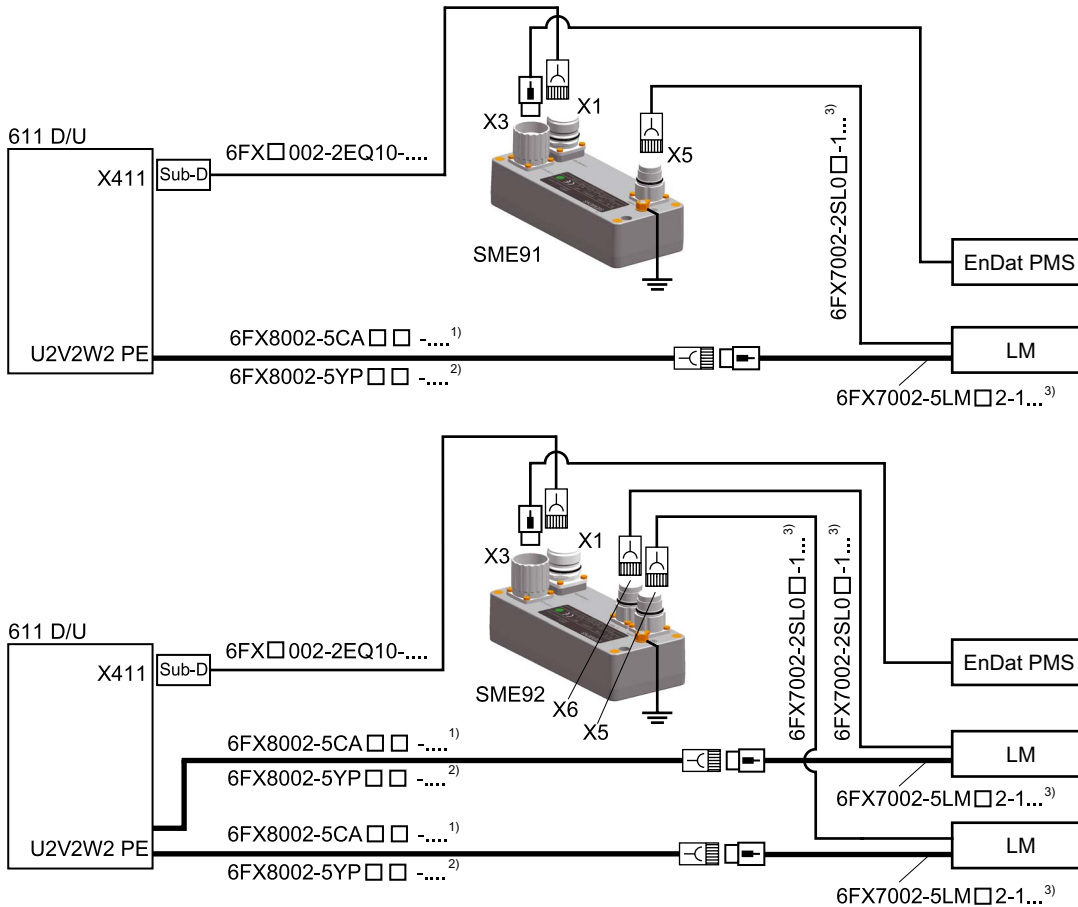 X3
X1
611 D/U
X411
Sub-D
6FX□002-2EQ10-....
X5
6FX7002-2SL0□-1...3)
SME91
EnDat PMS
6FX8002-5CA□□-....1)
U2V2W2 PE
6FX8002-5YP□□-....2)
LM
6FX7002-5LM□2-1...3)
X3
X1
6FX7002-2SL0□-1...3)
6FX7002-2SL0□-1...3)
611 D/U
X411
Sub-D
6FX□002-2EQ10-....
EnDat PMS
SME92
X6
X5
6FX8002-5CA□□-....1)
6FX8002-5YP□□-....2)
LM
6FX7002-5LM□2-1...3)
6FX8002-5CA□□-....1)
U2V2W2 PE
6FX8002-5YP□□-....2)
LM
6FX7002-5LM□2-1...3)